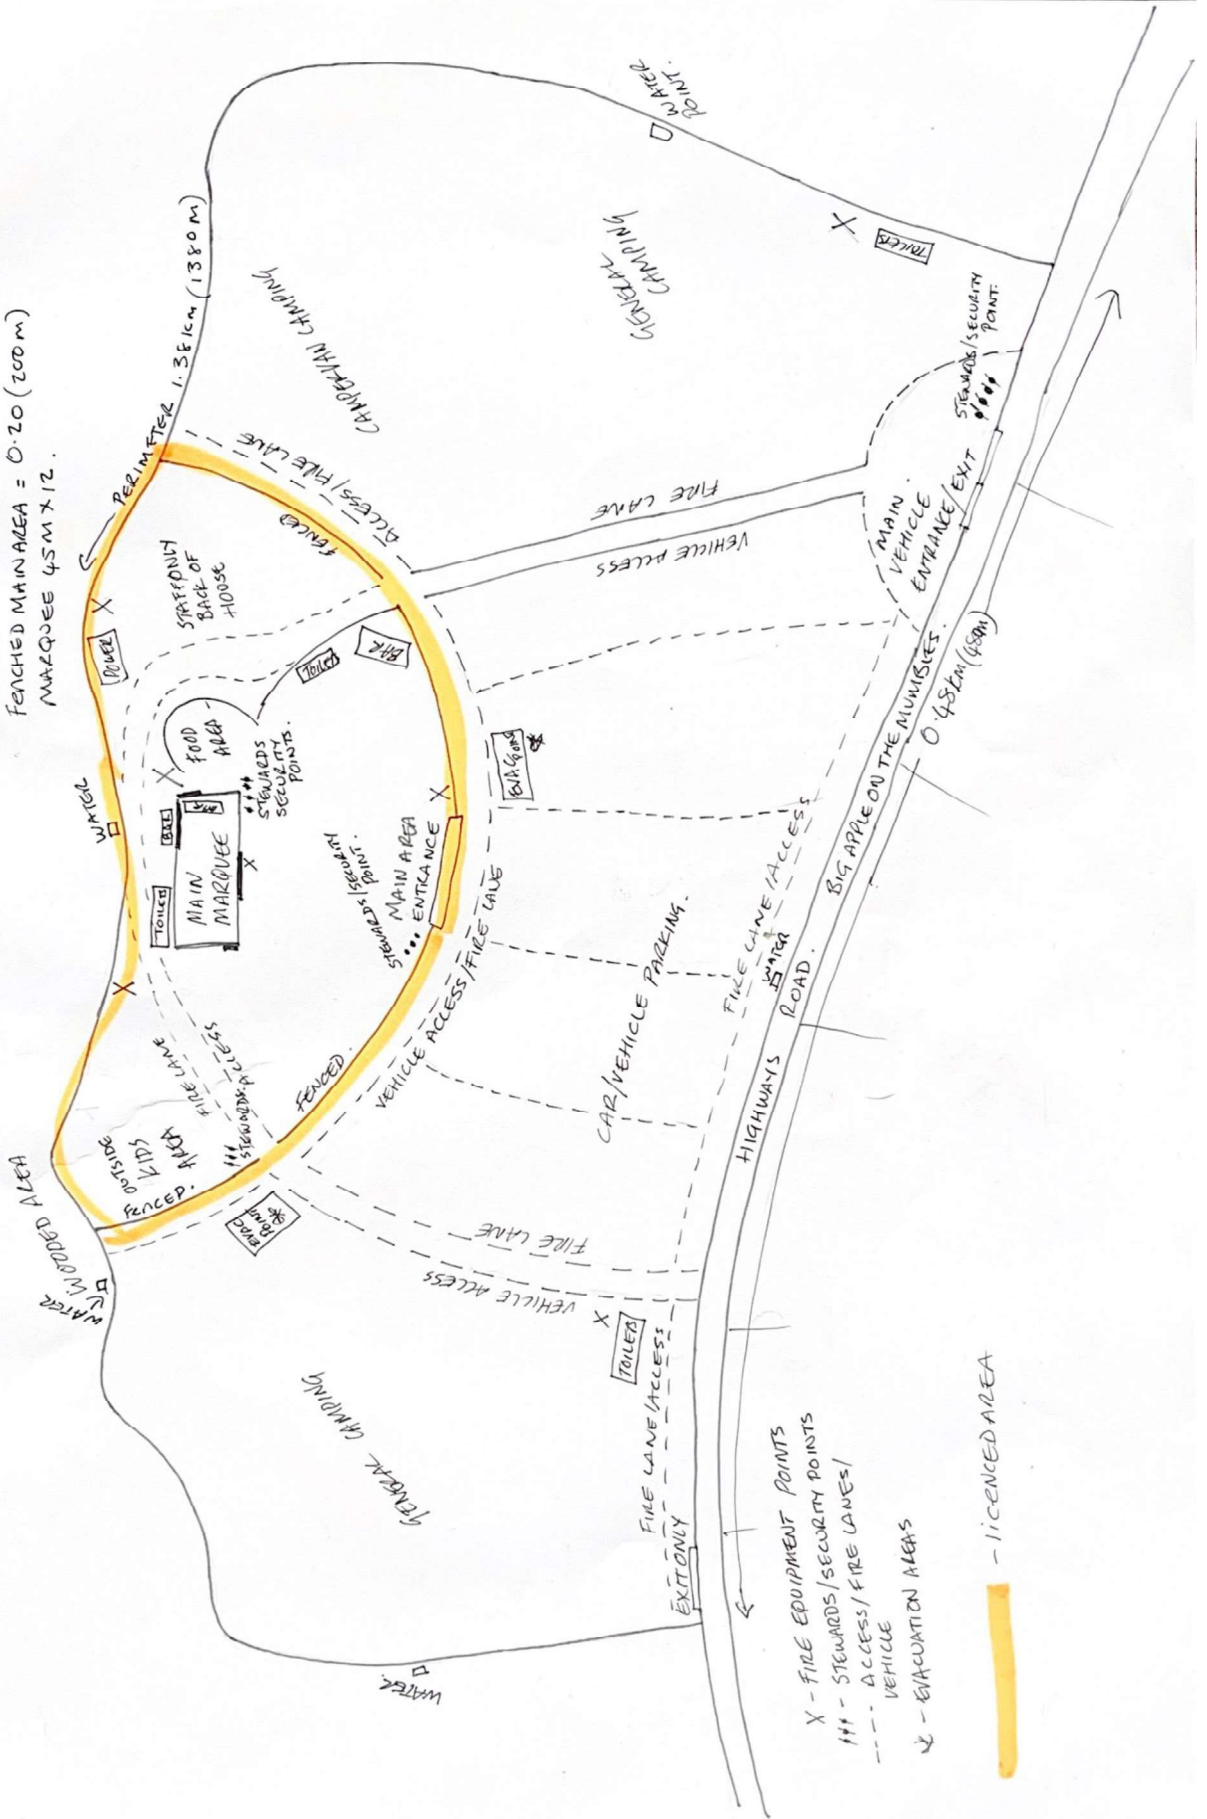 FENCHED MAIN AREA = 0.20 (200m)
MARQUEE 45M X 12.
PERIMETER 1.38km (1380M)
WATER
POINT.
GENERAL
CAMPING
CAMPERVAN CAMPING
TOILETS
STEWARDS/SECURITY
POINT.
ACCESS/FIRE LANE
FENCED
FIRE LANE
VEHICLE ACCESS
MAIN
VEHICLE
ENTRANCE/EXIT
STAFF ONLY
BACK OF
HOUSE
POWER
TOILETS
BAR
FOOD
AREA
STEWARDS
SECURITY
POINTS.
WATER
BAR
BAR
TOILETS
MAIN
MARQUEE
STEWARDS/SECURITY
POINT.
MAIN AREA
ENTRANCE
VEHICLE ACCESS/FIRE LANE
CAR/VEHICLE PARKING.
FIRE LANE/ACCESS
WATER
HIGHWAYS ROAD.
BIG APPLE ON THE MUMBLES.
0.48km (480m)
FENCED.
FIRE LANE
ACCESS
STEWARDS
OUTSIDE
KIDS
AREA
FENCED.
EVAC
POINT
WOODED AREA
WATER
FIRE LANE
VEHICLE ACCESS
TOILETS
FIRE LANE/ACCESS
GENERAL CAMPING
EXIT ONLY
WATER
X - FIRE EQUIPMENT POINTS
- STEWARDS/SECURITY POINTS
---- ACCESS/FIRE LANES/
VEHICLE
- EVACUATION AREAS
- licENCED AREA